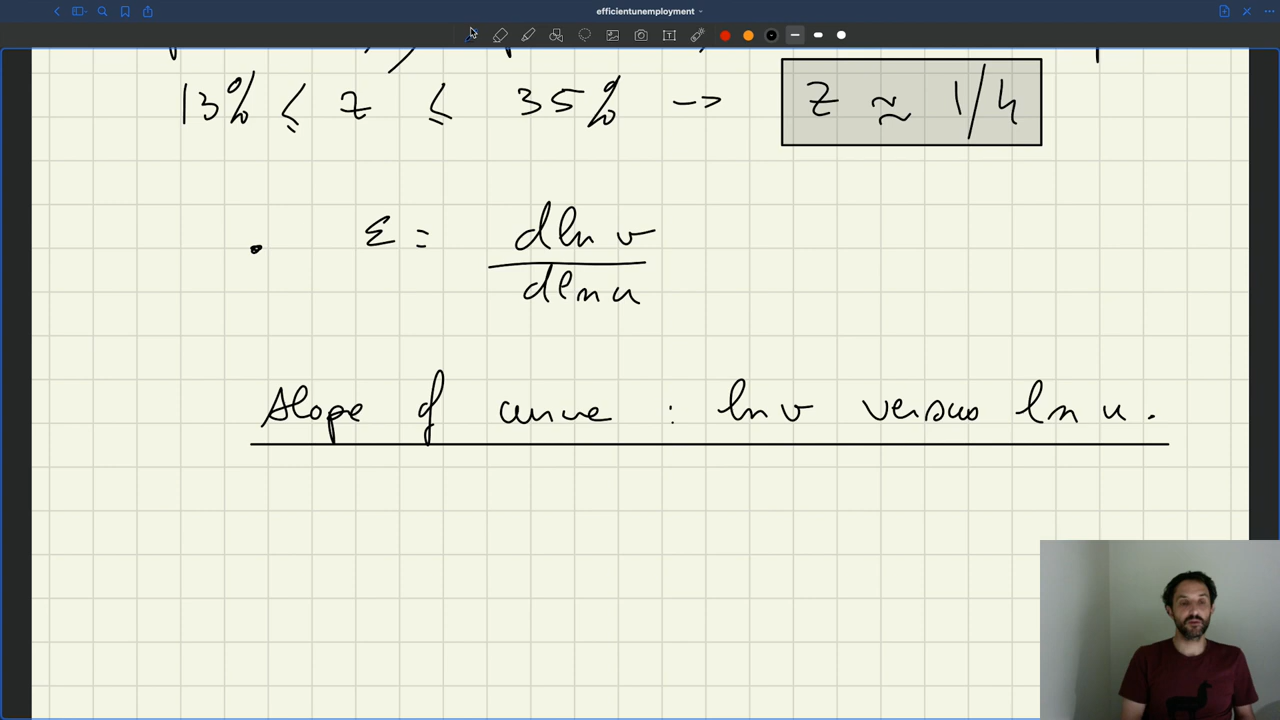 efficientunemployment
13% ≤ z ≤ 35% -> z ≈ 1/4
· ε = d ln v / d ln u
slope of curve : ln v versus ln u.